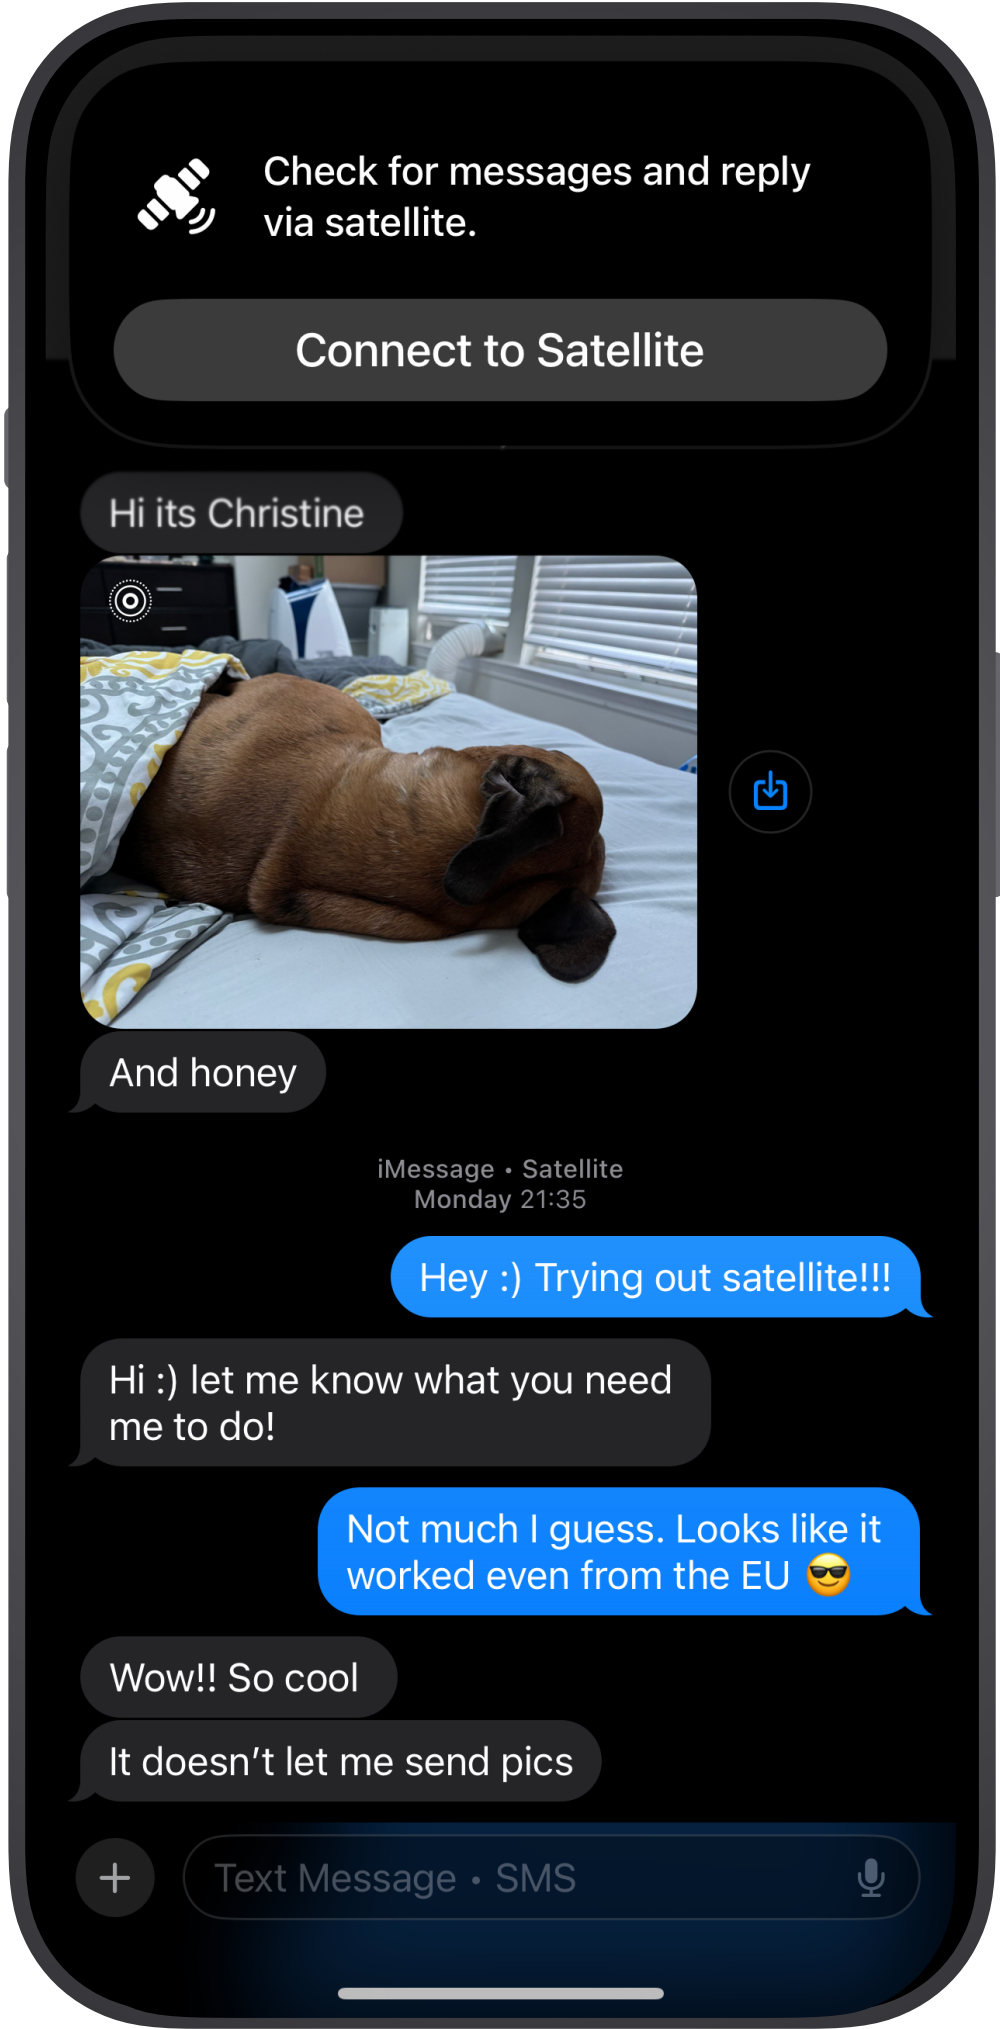 Check for messages and reply
via satellite.
Connect to Satellite
Hi its Christine
And honey
iMessage • Satellite
Monday 21:35
Hey :) Trying out satellite!!!
Hi :) let me know what you need
me to do!
Not much I guess. Looks like it
worked even from the EU 😎
Wow!! So cool
It doesn’t let me send pics
Text Message • SMS